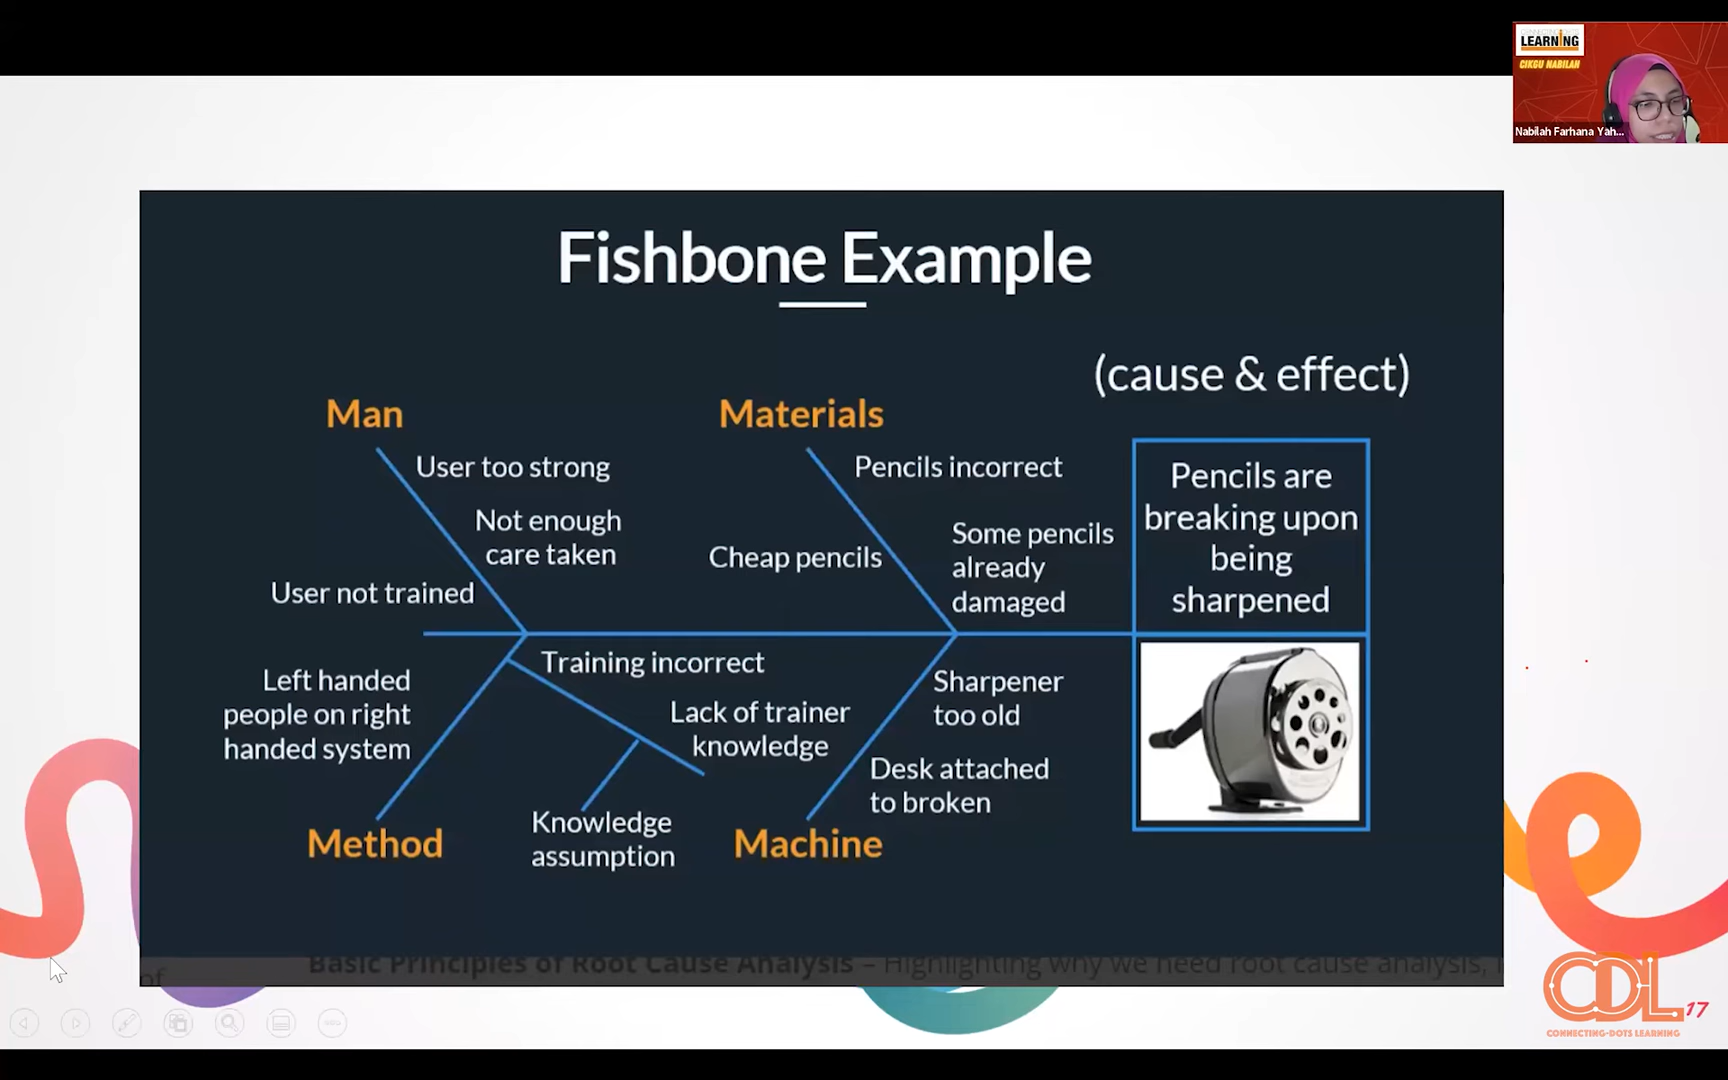 LEARNING
CIKGU NABILAH
Nabilah Farhana Yah...
Fishbone Example
(cause & effect)
Man
Materials
User too strong
Pencils incorrect
Not enough
care taken
Cheap pencils
Some pencils
already
damaged
User not trained
Pencils are
breaking upon
being
sharpened
Left handed
people on right
handed system
Training incorrect
Lack of trainer
knowledge
Sharpener
too old
Desk attached
to broken
Knowledge
assumption
Method
Machine
Basic Principles of Root Cause Analysis – Highlighting why we need root cause analysis,
of
CDL
CONNECTING-DOTS LEARNING
17